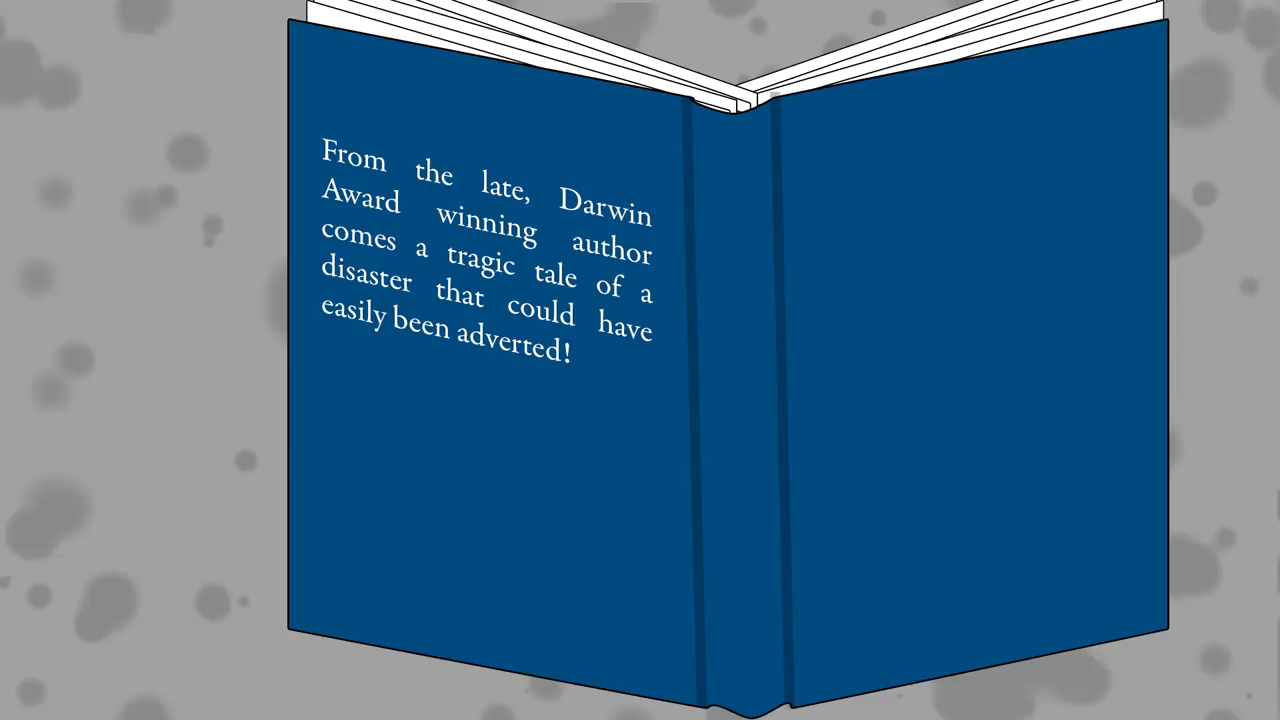 From the late, Darwin
Award winning author
comes a tragic tale of a
disaster that could have
easily been adverted!